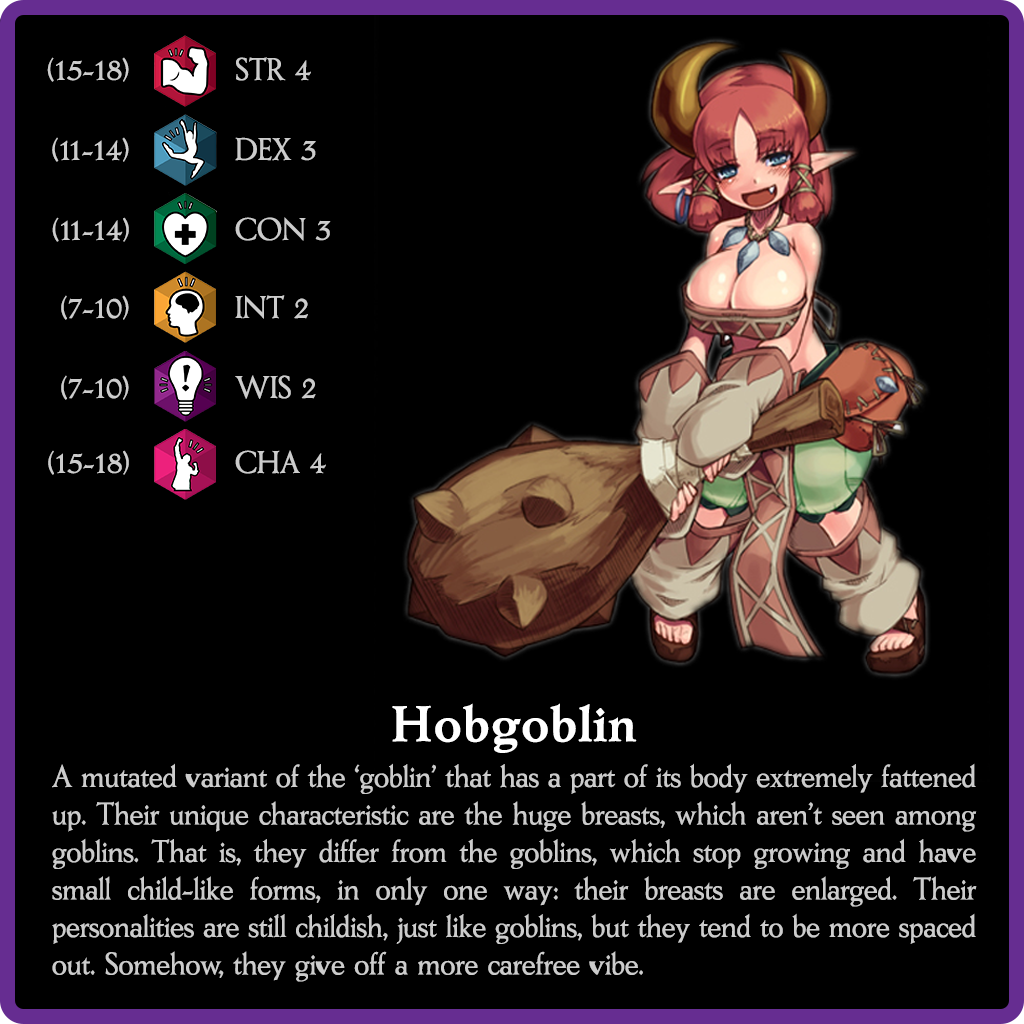 (15-18) STR 4
(11-14) DEX 3
(11-14) CON 3
(7-10) INT 2
(7-10) WIS 2
(15-18) CHA 4
Hobgoblin
A mutated variant of the ‘goblin’ that has a part of its body extremely fattened
up. Their unique characteristic are the huge breasts, which aren’t seen among
goblins. That is, they differ from the goblins, which stop growing and have
small child-like forms, in only one way: their breasts are enlarged. Their
personalities are still childish, just like goblins, but they tend to be more spaced
out. Somehow, they give off a more carefree vibe.